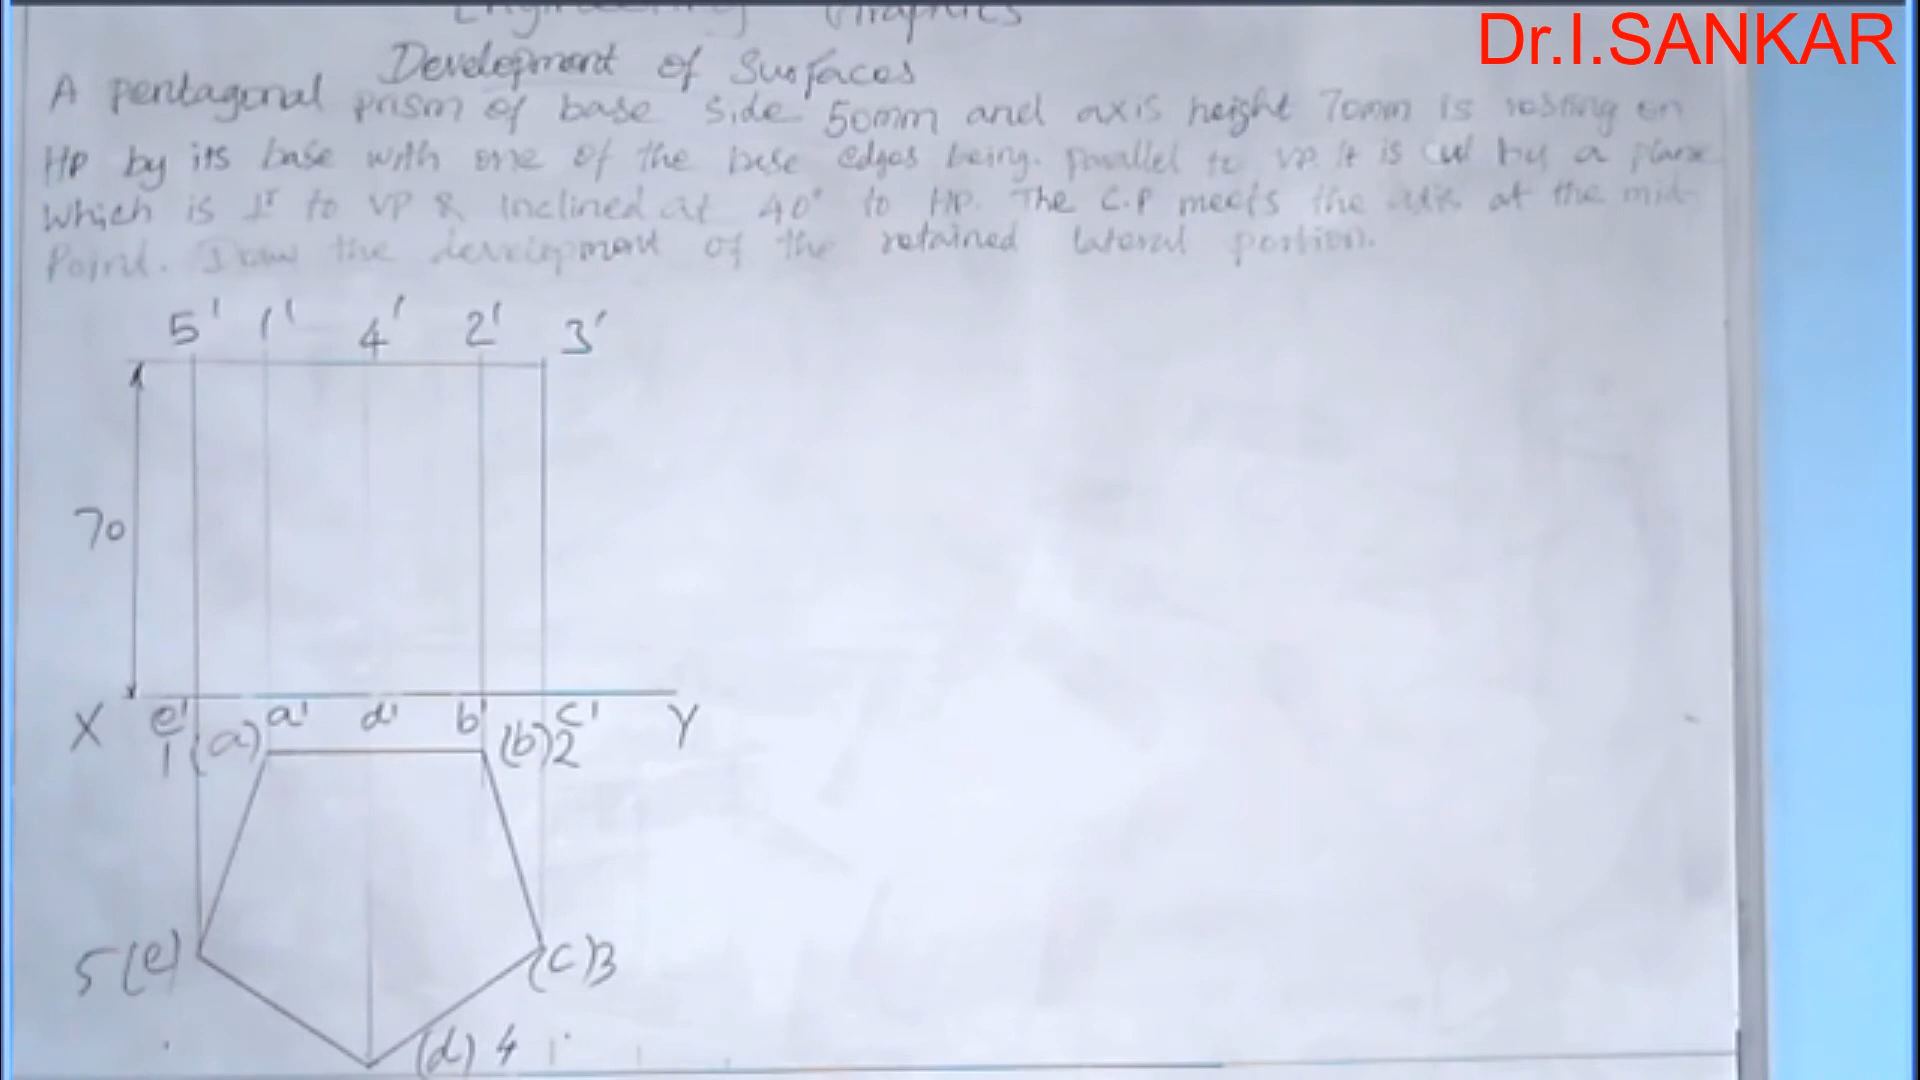 Engineering Graphics
Dr.I.SANKAR
Development of Surfaces
A pentagonal prism of base side 50mm and axis height 70mm is resting on
HP by its base with one of the base edges being parallel to VP. It is cut by a plane
which is ⊥r to VP & inclined at 40° to HP. The C.P meets the axis at the mid-
Point. Draw the development of the retained lateral portion.
5' 1' 4' 2' 3'
70
X e' a' d' b' c' Y
1 (a) (b) 2
5 (e) (c) 3
(d) 4